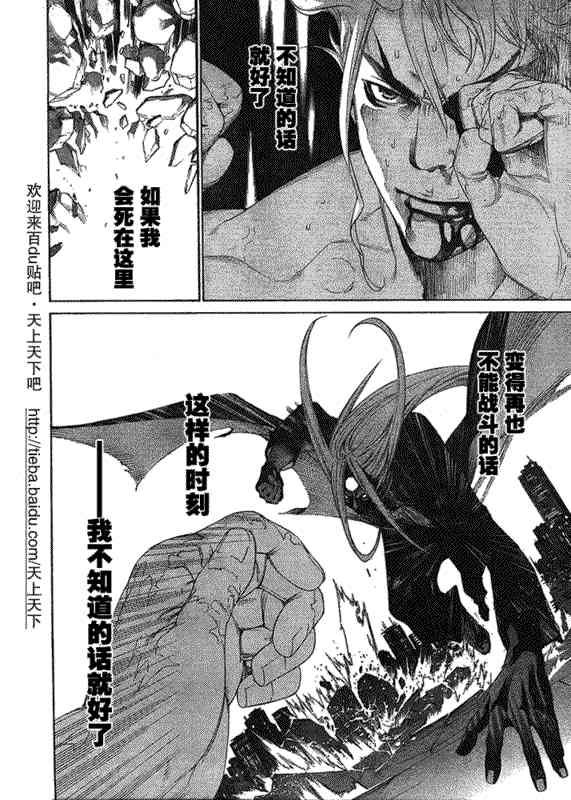 不知道的话
就好了
如果我
会死在这里
变得再也
不能战斗的话
这样的时刻
——我不知道的话就好了
欢迎来百du贴吧·天上天下吧 http://tieba.baidu.com/天上天下